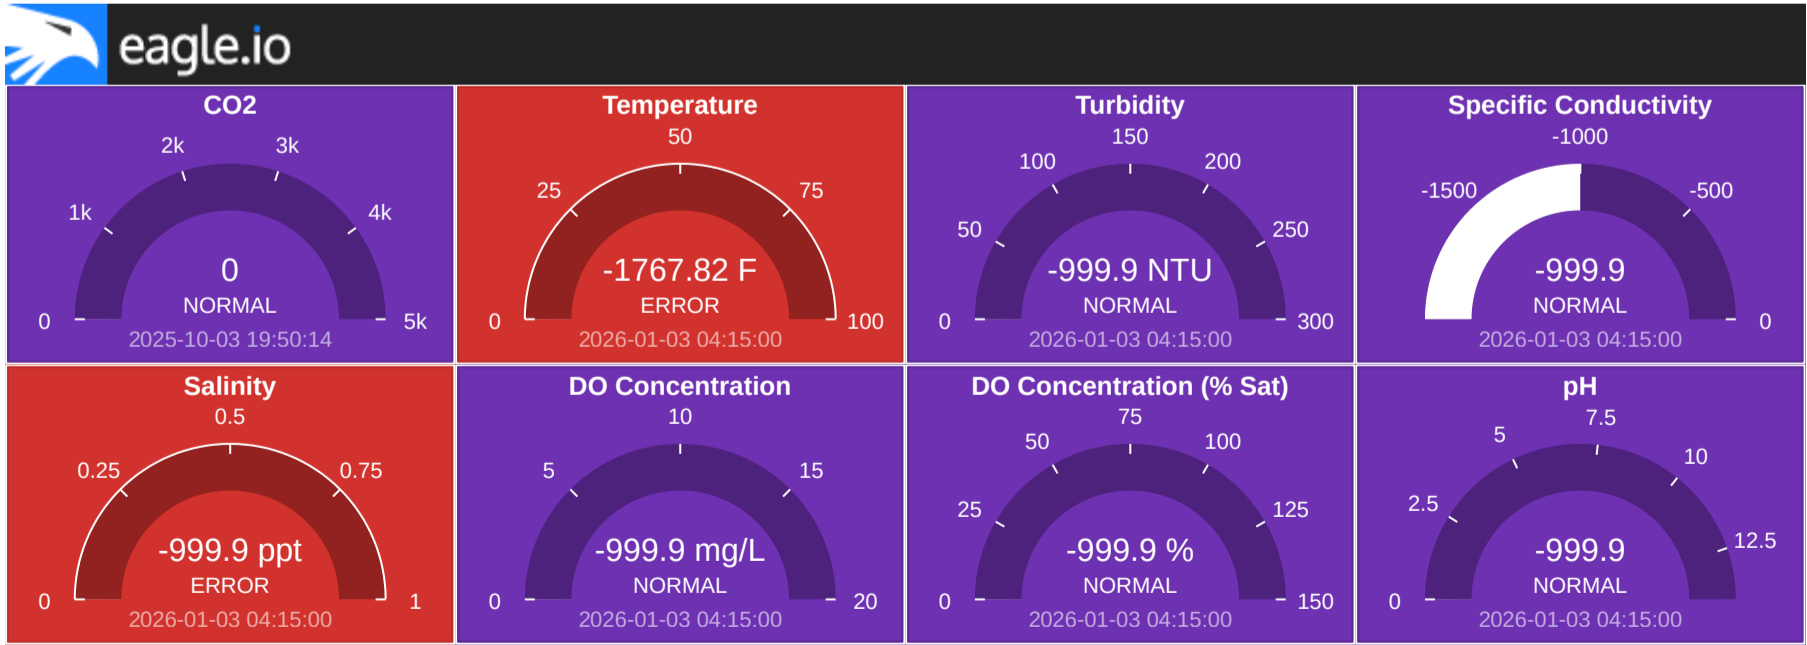 eagle.io
CO2
2k
3k
1k
4k
0
NORMAL
0
5k
2025-10-03 19:50:14
Temperature
50
25
75
-1767.82 F
ERROR
0
100
2026-01-03 04:15:00
Turbidity
150
100
200
50
250
-999.9 NTU
NORMAL
0
300
2026-01-03 04:15:00
Specific Conductivity
-1000
-1500
-500
-999.9
NORMAL
0
2026-01-03 04:15:00
Salinity
0.5
0.25
0.75
-999.9 ppt
ERROR
0
1
2026-01-03 04:15:00
DO Concentration
10
5
15
-999.9 mg/L
NORMAL
0
20
2026-01-03 04:15:00
DO Concentration (% Sat)
75
50
100
25
125
-999.9 %
NORMAL
0
150
2026-01-03 04:15:00
pH
7.5
5
10
2.5
12.5
-999.9
NORMAL
0
2026-01-03 04:15:00